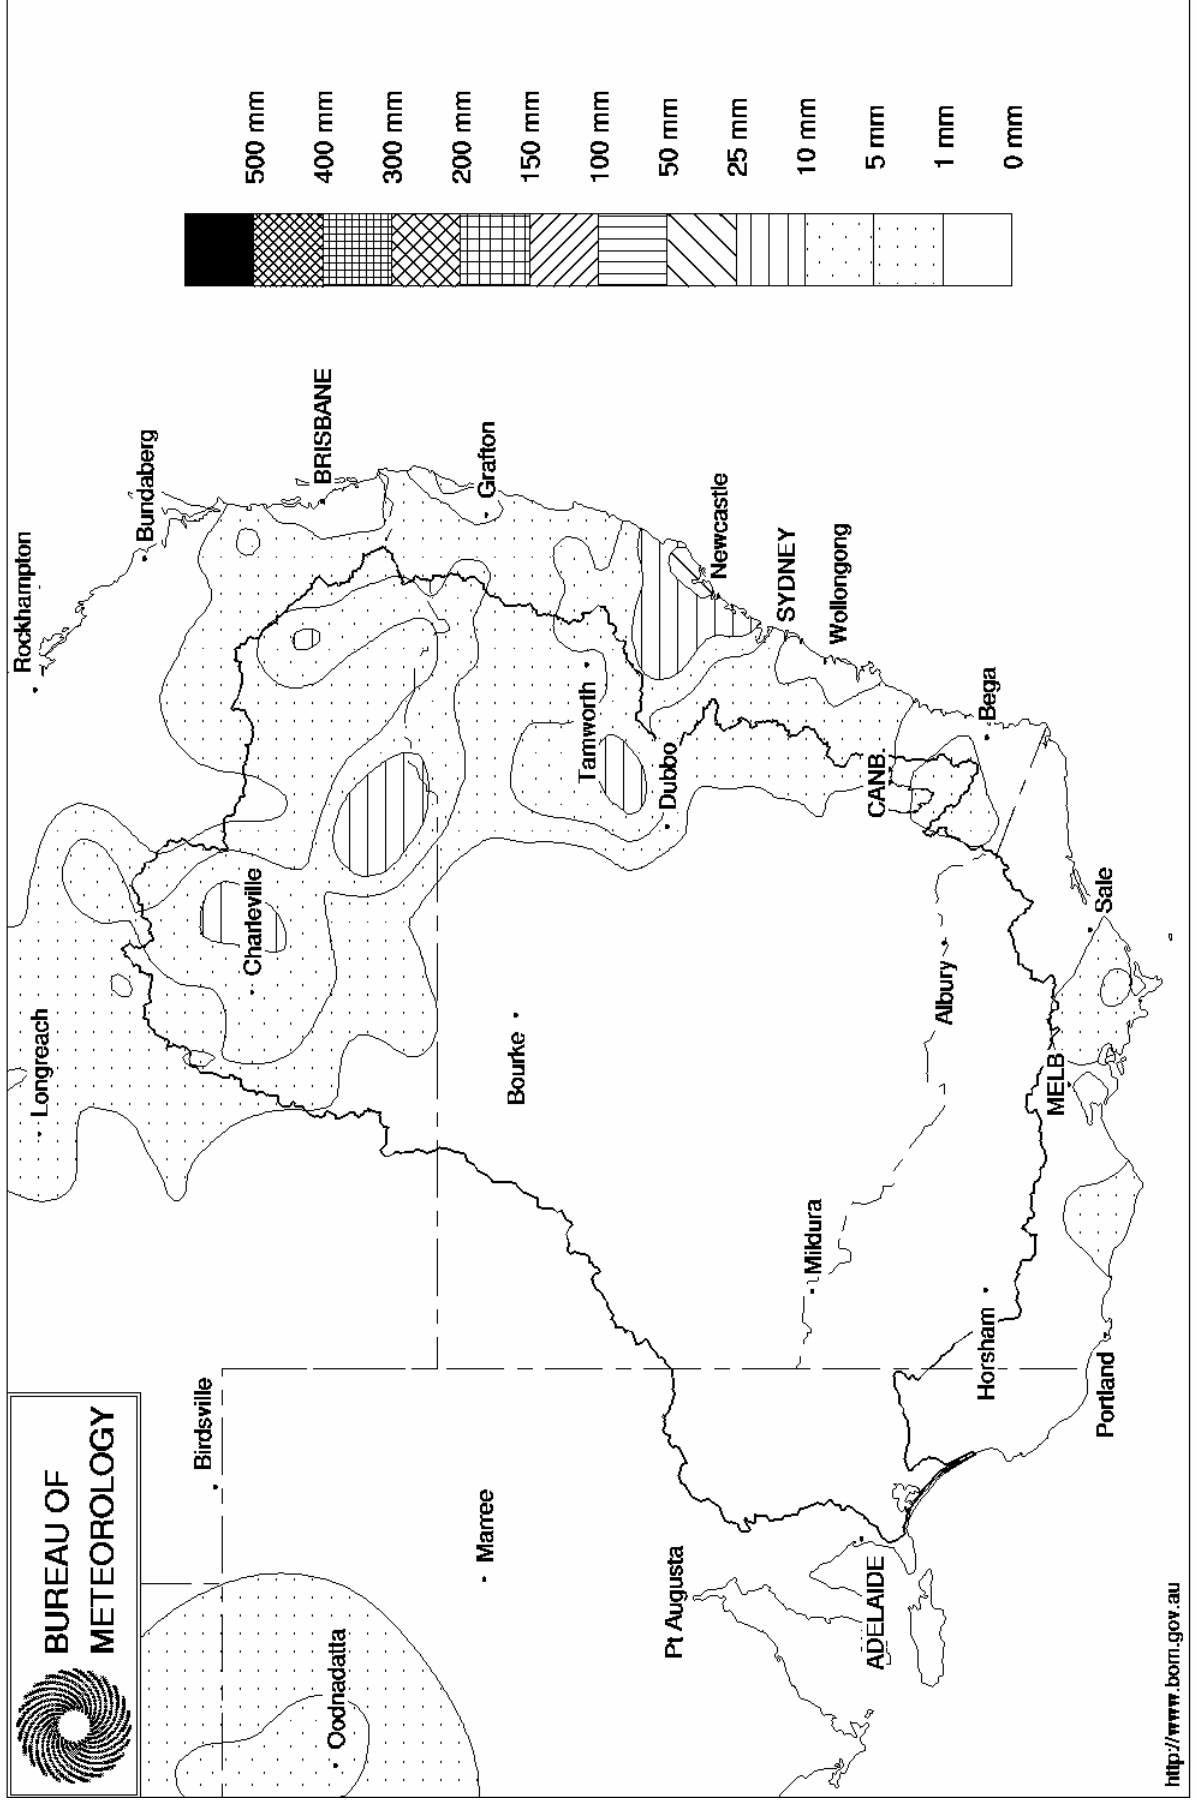 BUREAU OF
METEOROLOGY
Longreach
Rockhampton
Bundaberg
Charleville
BRISBANE
Birdsville
Oodnadatta
Marree
Bourke
Grafton
Tamworth
Dubbo
Newcastle
SYDNEY
Wollongong
Pt Augusta
Mildura
ADELAIDE
CANB.
Albury
Bega
Horsham
MELB
Sale
Portland
500 mm
400 mm
300 mm
200 mm
150 mm
100 mm
50 mm
25 mm
10 mm
5 mm
1 mm
0 mm
http://www.bom.gov.au